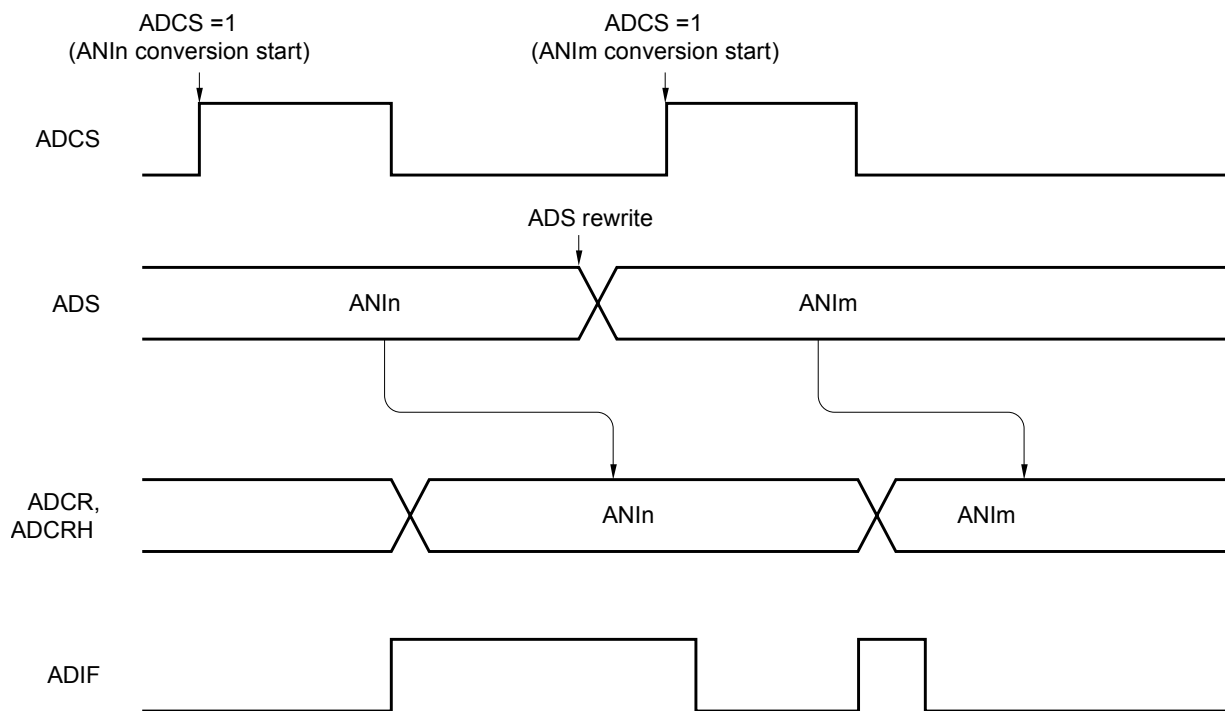 ADCS =1
(ANIn conversion start)
ADCS =1
(ANIm conversion start)
ADCS
ADS rewrite
ADS
ANIn
ANIm
ADCR,
ADCRH
ANIn
ANIm
ADIF